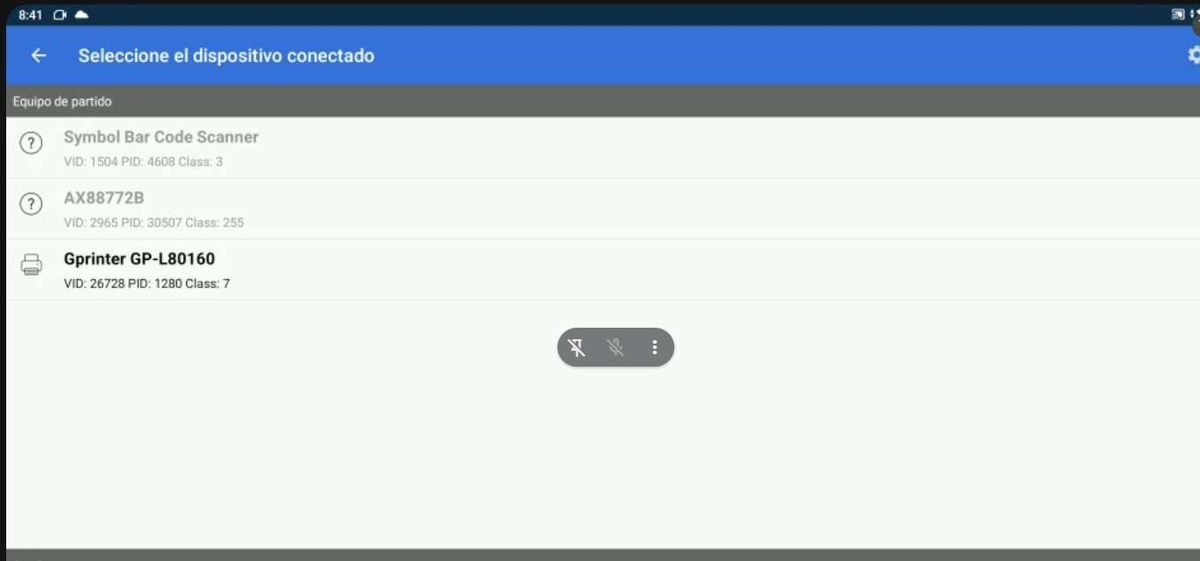 8:41
Seleccione el dispositivo conectado
Equipo de partido
Symbol Bar Code Scanner
VID: 1504 PID: 4608 Class: 3
AX88772B
VID: 2965 PID: 30507 Class: 255
Gprinter GP-L80160
VID: 26728 PID: 1280 Class: 7